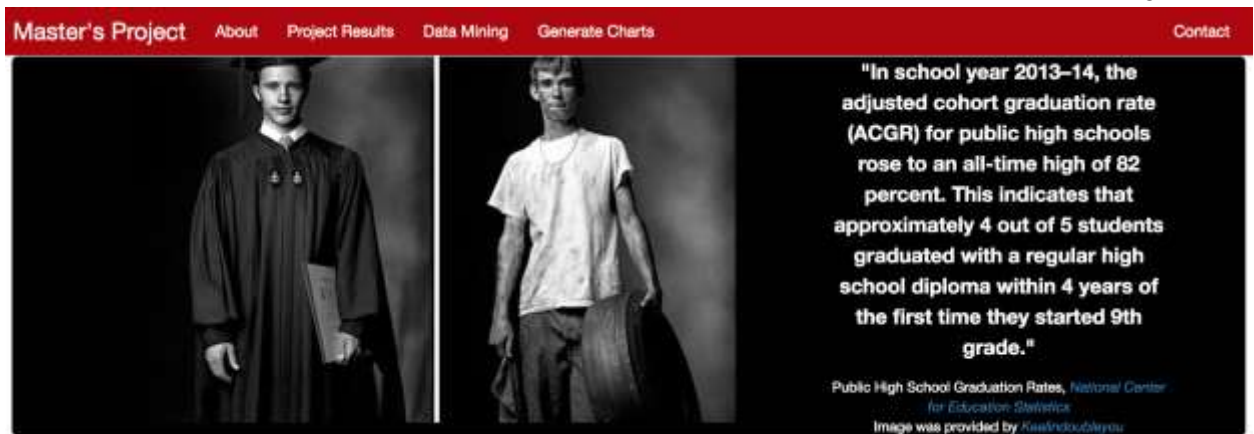 Master's Project About Project Results Data Mining Generate Charts Contact
"In school year 2013–14, the
adjusted cohort graduation rate
(ACGR) for public high schools
rose to an all-time high of 82
percent. This indicates that
approximately 4 out of 5 students
graduated with a regular high
school diploma within 4 years of
the first time they started 9th
grade."
Public High School Graduation Rates, National Center
for Education Statistics
Image was provided by Keelindoubleyou